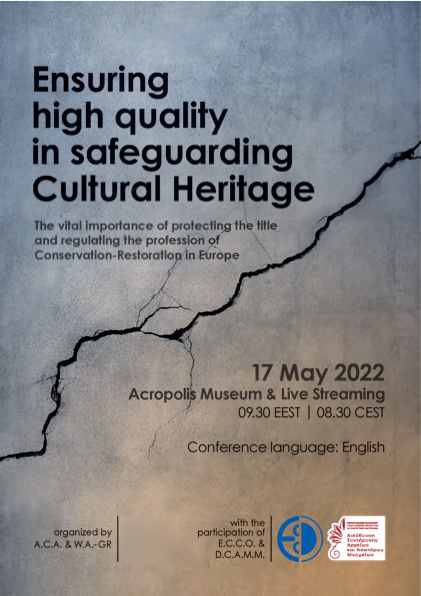 Ensuring
high quality
in safeguarding
Cultural Heritage
The vital importance of protecting the title
and regulating the profession of
Conservation-Restoration in Europe
17 May 2022
Acropolis Museum & Live Streaming
09.30 EEST | 08.30 CEST
Conference language: English
organized by
A.C.A. & W.A.-GR
with the
participation of
E.C.C.O. &
D.C.A.M.M.
Διεύθυνση
Συντήρησης
Αρχαίων
και Νεωτέρων
Μνημείων